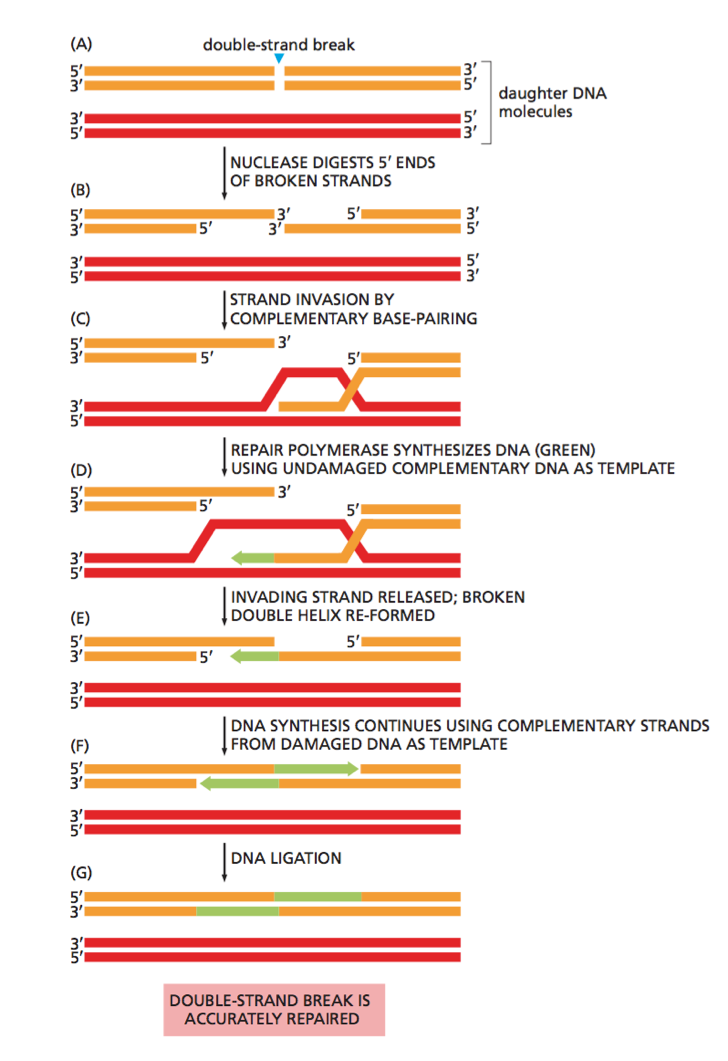 (A)
double-strand break
5′ 3′
3′ 5′
daughter DNA
molecules
3′ 5′
5′ 3′
NUCLEASE DIGESTS 5′ ENDS
OF BROKEN STRANDS
(B)
5′ 3′ 5′ 3′
3′ 5′ 3′ 5′
3′ 5′
5′ 3′
STRAND INVASION BY
COMPLEMENTARY BASE-PAIRING
(C)
5′ 3′
3′ 5′ 5′
3′
5′
REPAIR POLYMERASE SYNTHESIZES DNA (GREEN)
USING UNDAMAGED COMPLEMENTARY DNA AS TEMPLATE
(D)
5′ 3′
3′ 5′ 5′
3′
5′
INVADING STRAND RELEASED; BROKEN
DOUBLE HELIX RE-FORMED
(E)
5′ 5′
3′ 5′
3′
5′
DNA SYNTHESIS CONTINUES USING COMPLEMENTARY STRANDS
FROM DAMAGED DNA AS TEMPLATE
(F)
5′
3′
3′
5′
DNA LIGATION
(G)
5′
3′
3′
5′
DOUBLE-STRAND BREAK IS
ACCURATELY REPAIRED